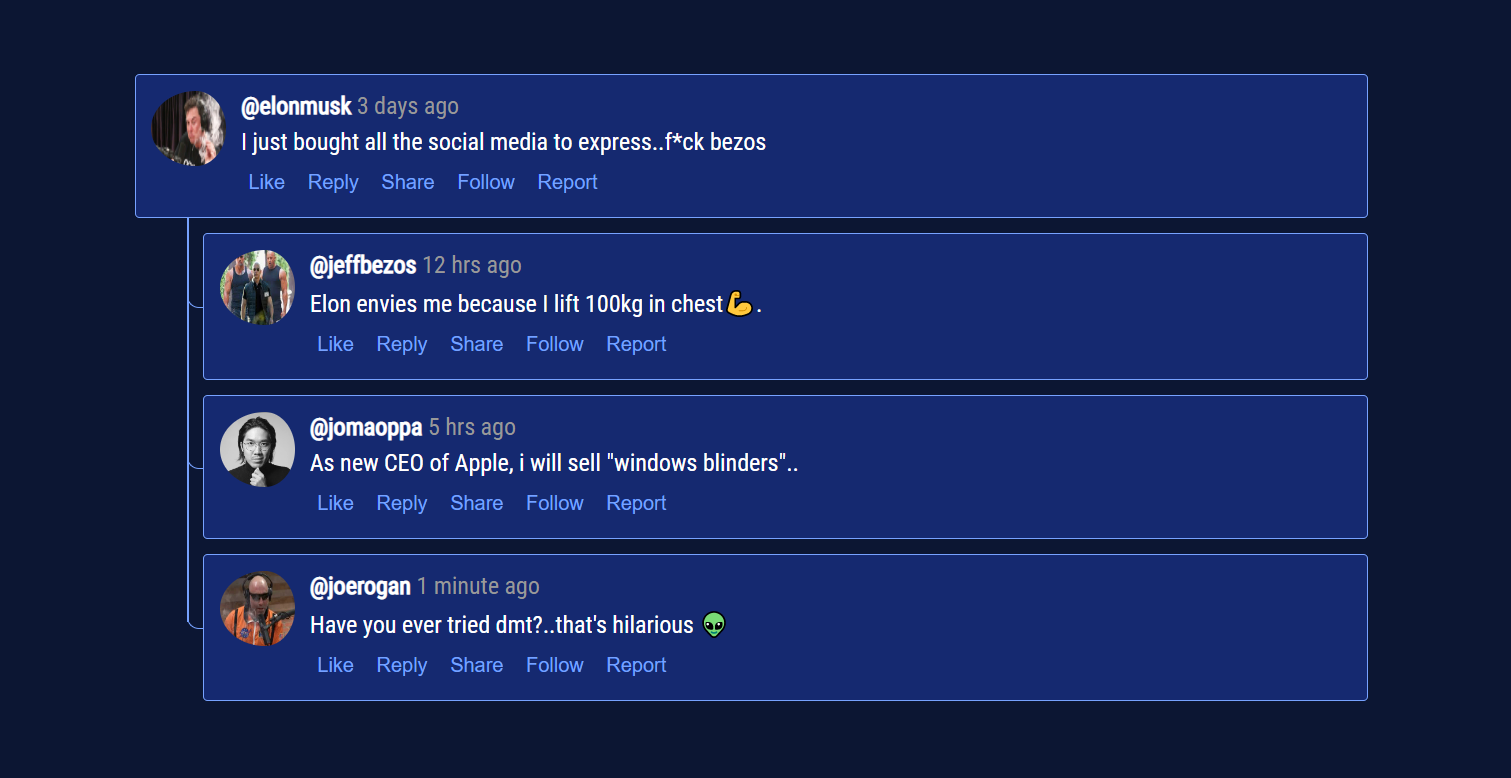 @elonmusk 3 days ago
I just bought all the social media to express..f*ck bezos
Like Reply Share Follow Report
@jeffbezos 12 hrs ago
Elon envies me because I lift 100kg in chest💪.
Like Reply Share Follow Report
@jomaoppa 5 hrs ago
As new CEO of Apple, i will sell "windows blinders"..
Like Reply Share Follow Report
@joerogan 1 minute ago
Have you ever tried dmt?..that's hilarious 👽
Like Reply Share Follow Report